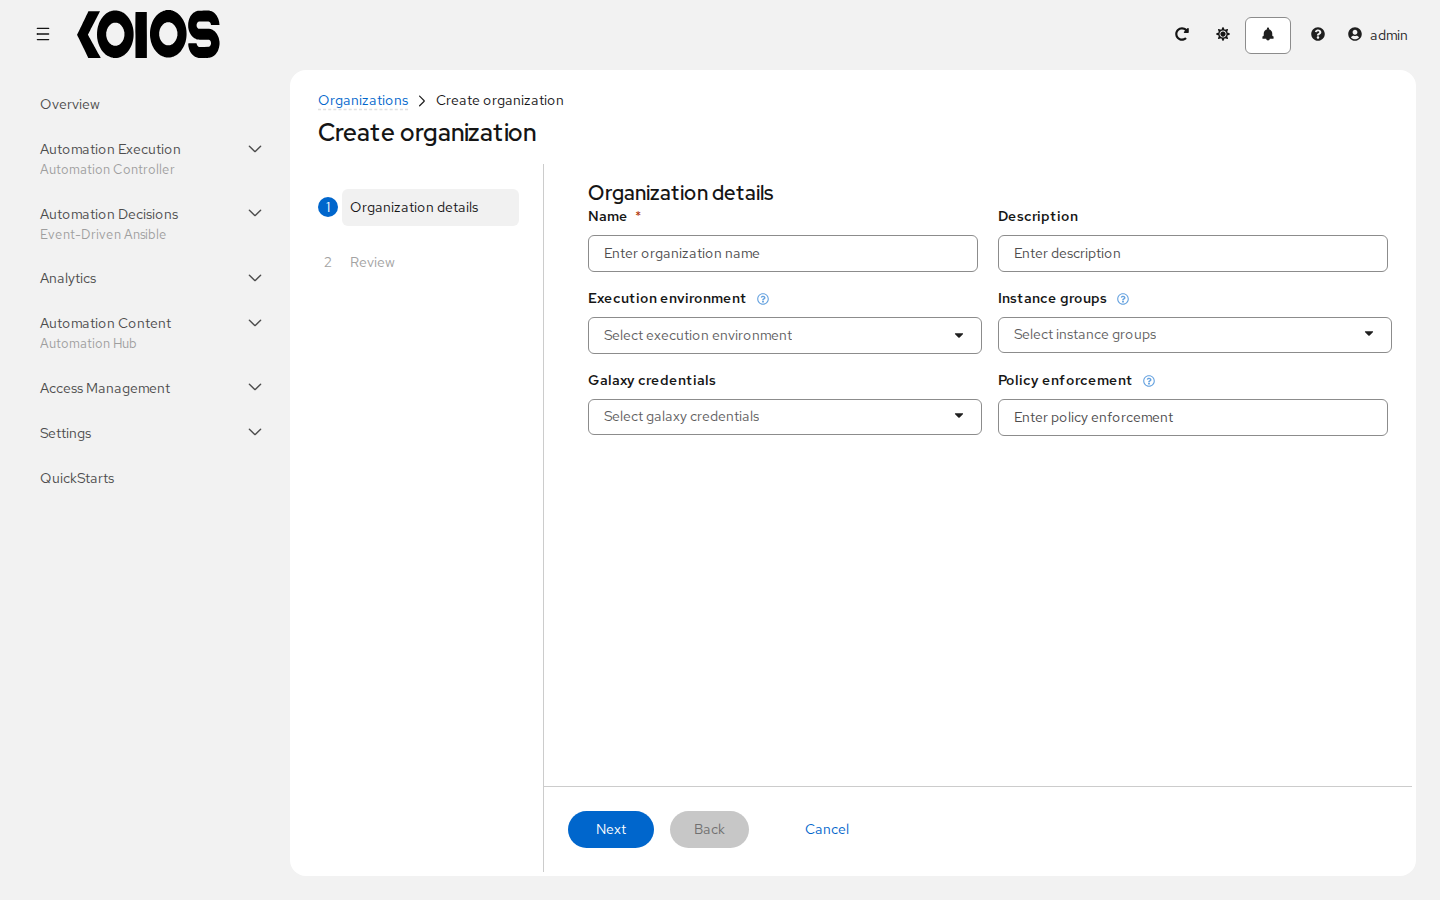 KOIOS
admin
Overview
Automation Execution
Automation Controller
Automation Decisions
Event-Driven Ansible
Analytics
Automation Content
Automation Hub
Access Management
Settings
QuickStarts
Organizations
Create organization
Create organization
1
Organization details
2
Review
Organization details
Name *
Description
Enter organization name
Enter description
Execution environment
Instance groups
Select execution environment
Select instance groups
Galaxy credentials
Policy enforcement
Select galaxy credentials
Enter policy enforcement
Next
Back
Cancel